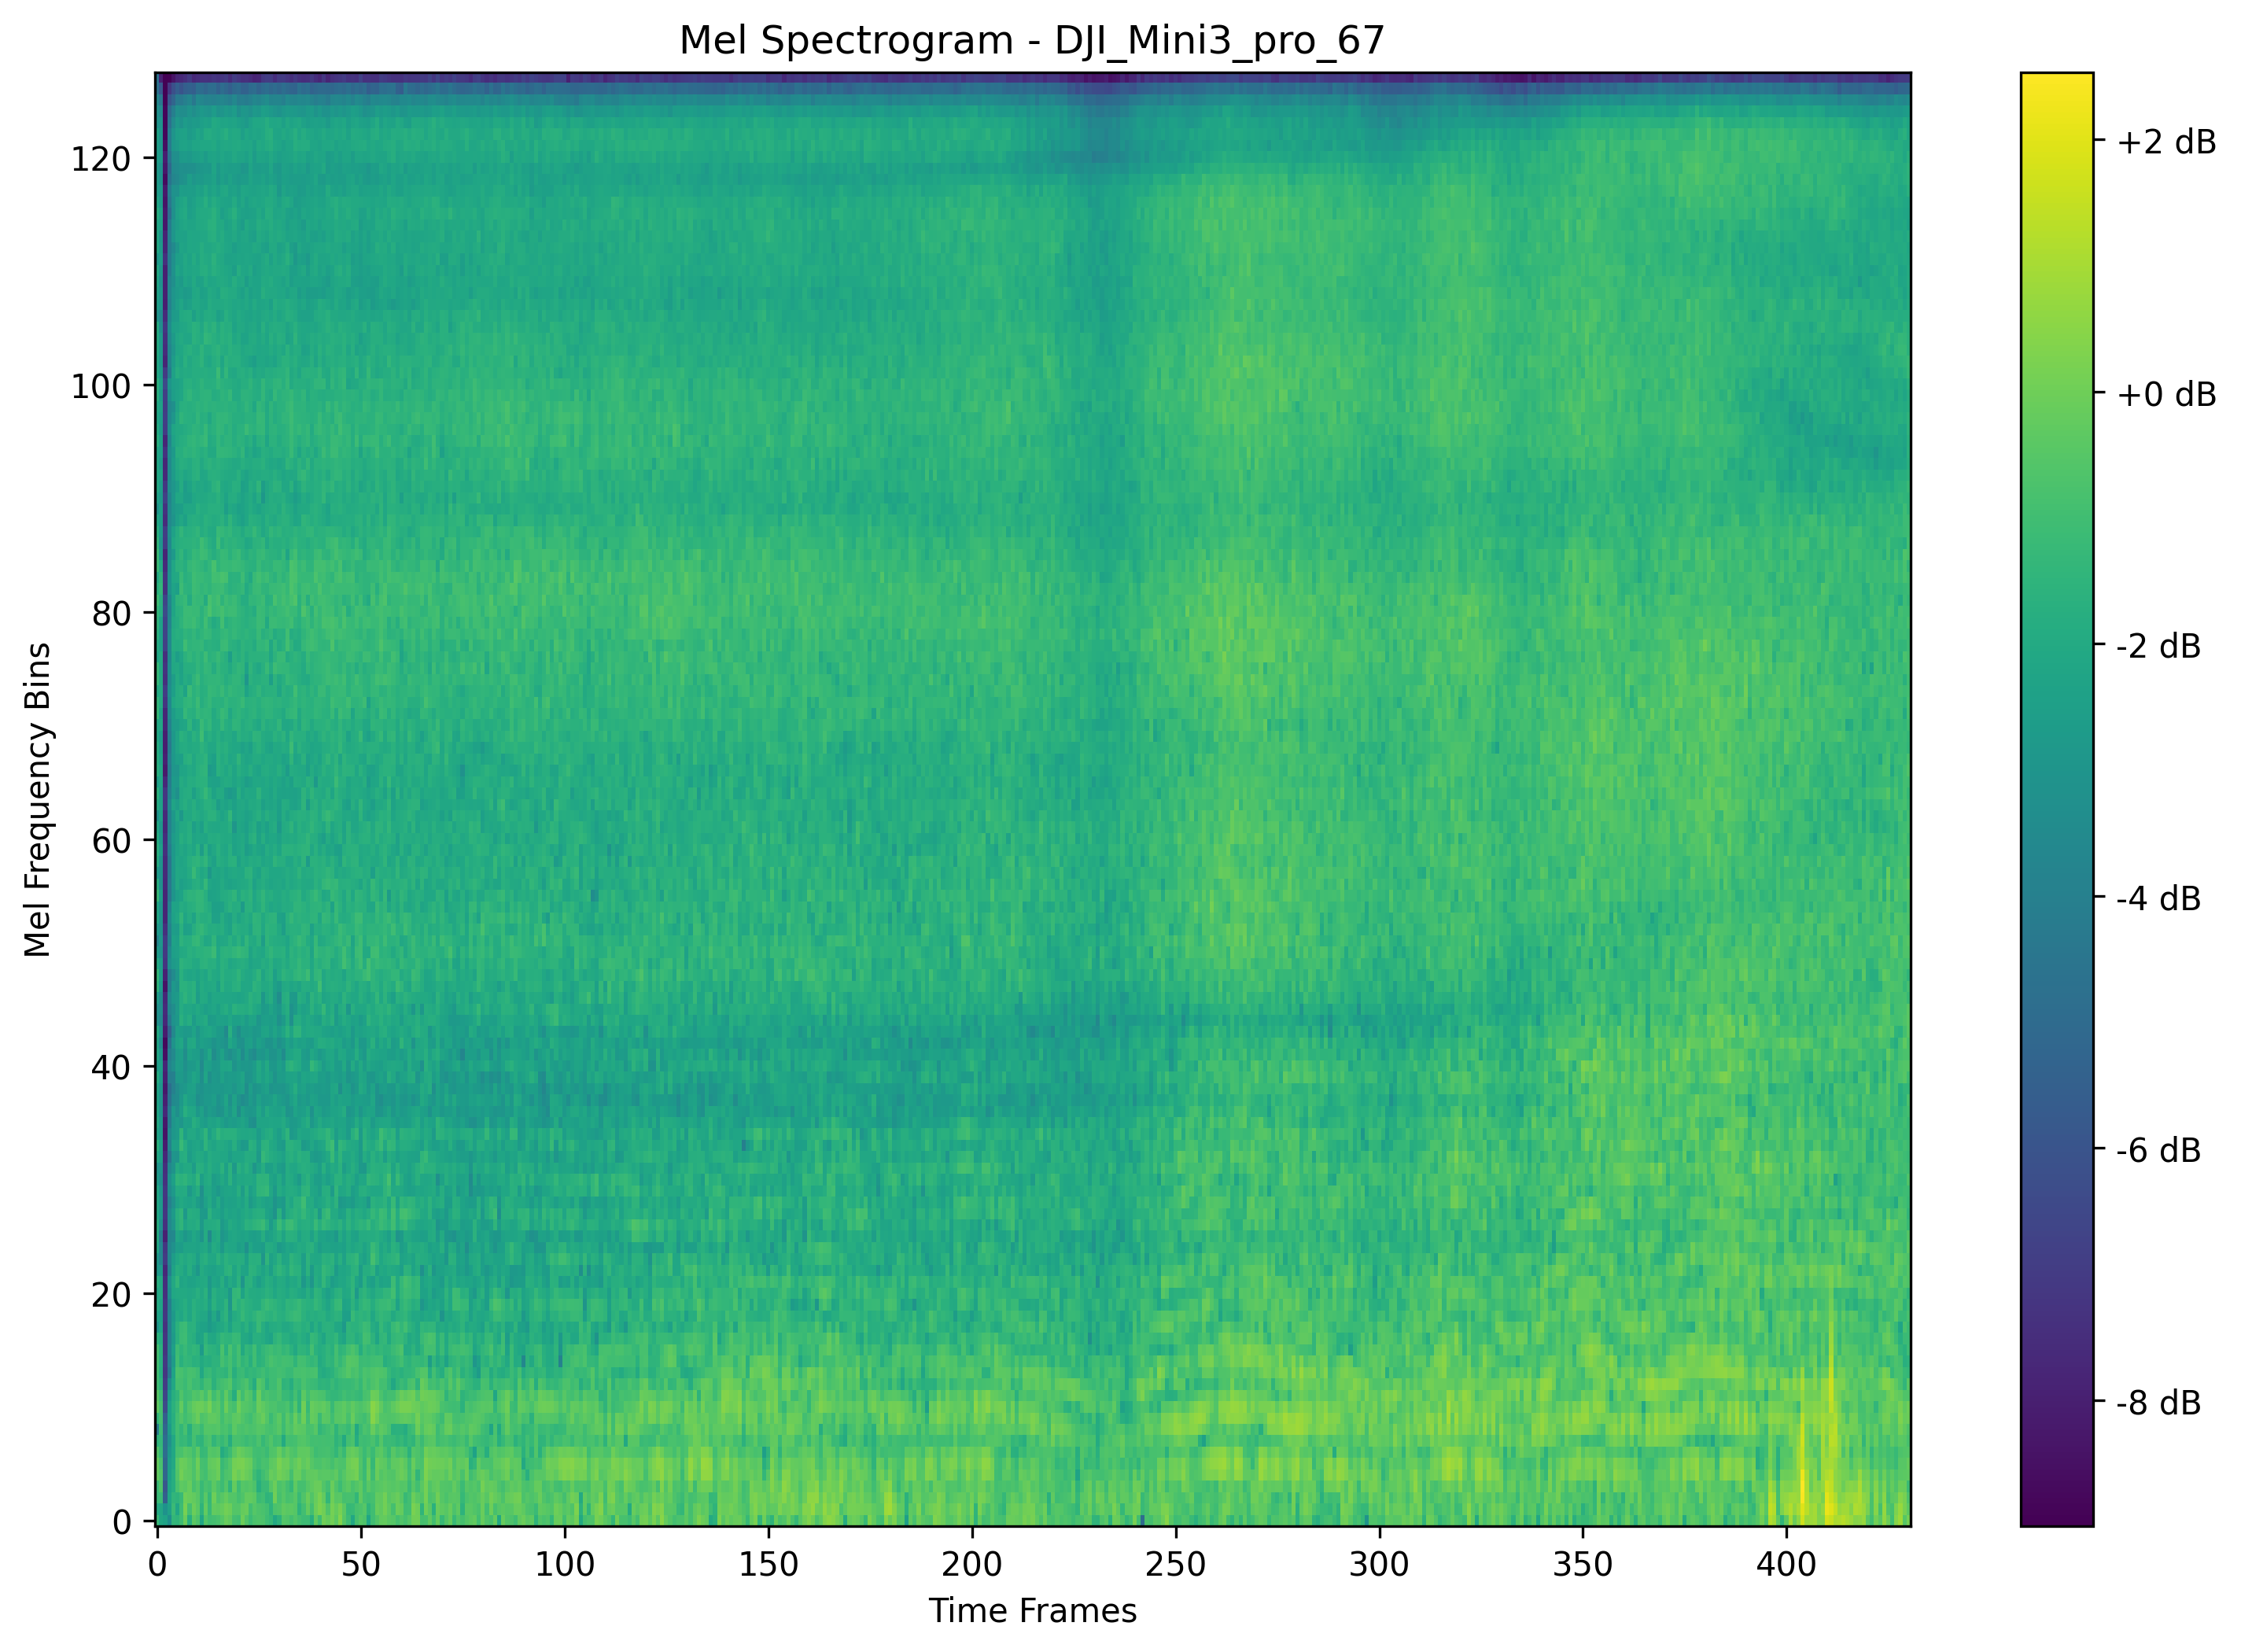 Mel Spectrogram - DJI_Mini3_pro_67
Mel Frequency Bins
120
100
80
60
40
20
0
0 50 100 150 200 250 300 350 400
Time Frames
+2 dB
+0 dB
-2 dB
-4 dB
-6 dB
-8 dB